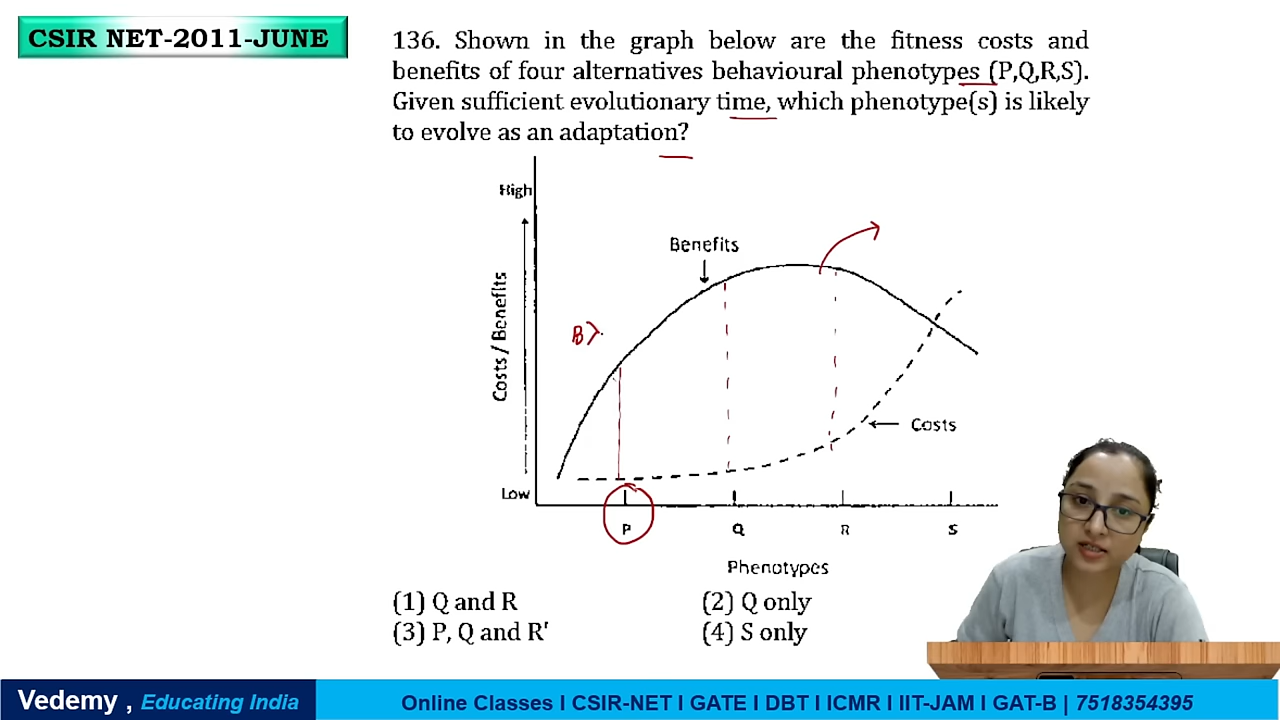 CSIR NET-2011-JUNE
136. Shown in the graph below are the fitness costs and
benefits of four alternatives behavioural phenotypes (P,Q,R,S).
Given sufficient evolutionary time, which phenotype(s) is likely
to evolve as an adaptation?
High
Benefits
Costs / Benefits
B>
Costs
Low
P Q R S
Phenotypes
(1) Q and R (2) Q only
(3) P, Q and R' (4) S only
Vedemy , Educating India
Online Classes I CSIR-NET I GATE I DBT I ICMR I IIT-JAM I GAT-B | 7518354395